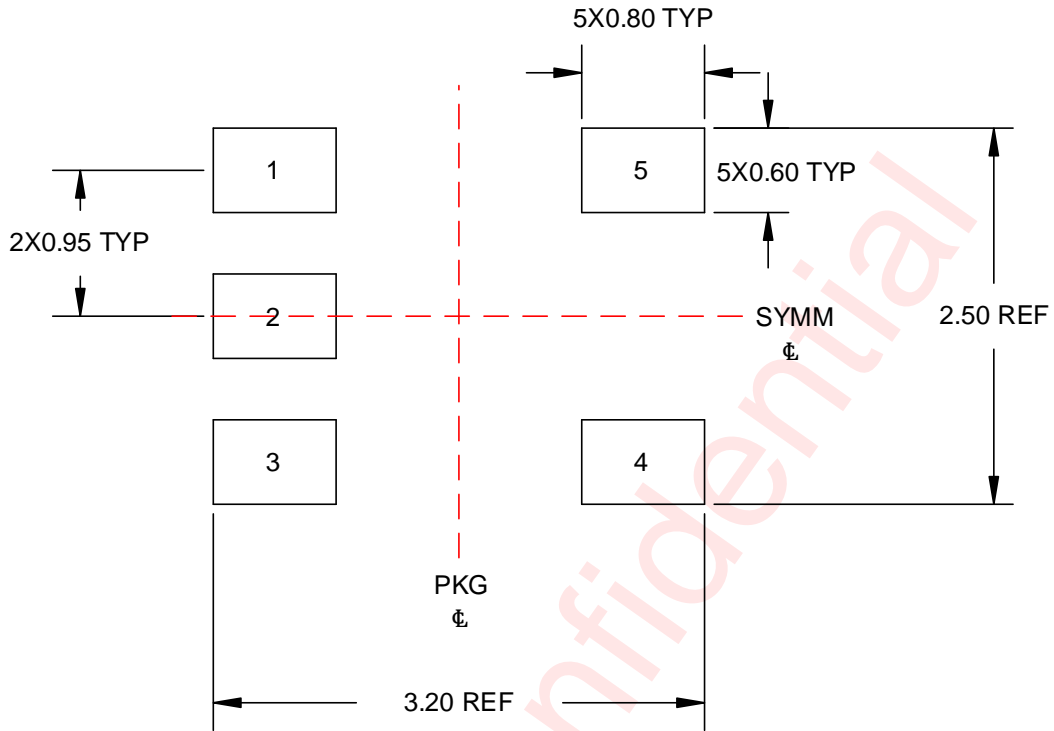 5X0.80 TYP
1
5
5X0.60 TYP
2X0.95 TYP
2
SYMM
℄
2.50 REF
3
4
PKG
℄
3.20 REF
nfidential